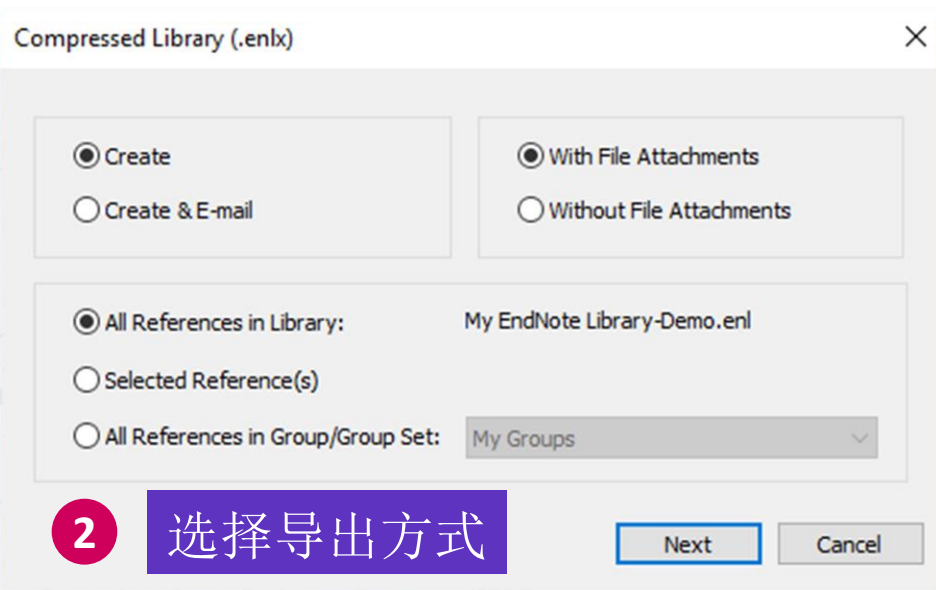 Compressed Library (.enlx)
Create
With File Attachments
Create & E-mail
Without File Attachments
All References in Library:
My EndNote Library-Demo.enl
Selected Reference(s)
All References in Group/Group Set:
My Groups
2
选择导出方式
Next
Cancel